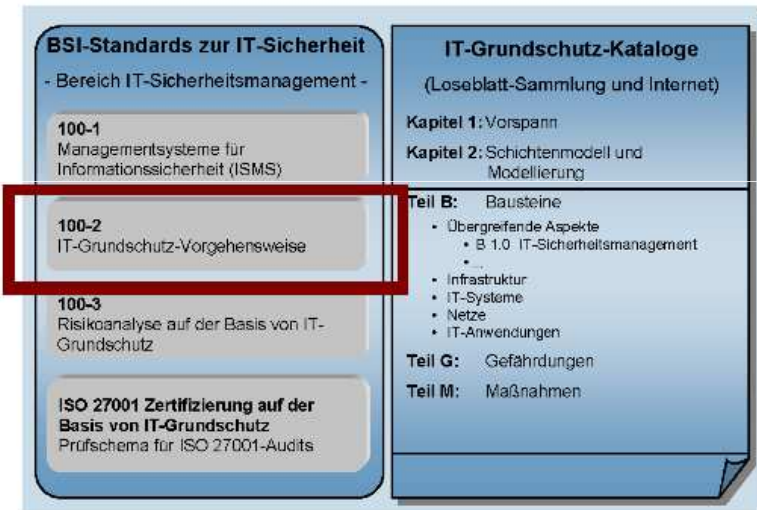 BSI-Standards zur IT-Sicherheit
- Bereich IT-Sicherheitsmanagement -
100-1
Managementsysteme für
Informationssicherheit (ISMS)
100-2
IT-Grundschutz-Vorgehensweise
100-3
Risikoanalyse auf der Basis von IT-
Grundschutz
ISO 27001 Zertifizierung auf der
Basis von IT-Grundschutz
Prüfschema für ISO 27001-Audits
IT-Grundschutz-Kataloge
(Loseblatt-Sammlung und Internet)
Kapitel 1: Vorspann
Kapitel 2: Schichtenmodell und
Modellierung
Teil B: Bausteine
• Übergreifende Aspekte
• B 1.0 IT-Sicherheitsmanagement
•...
• Infrastruktur
• IT-Systeme
• Netze
• IT-Anwendungen
Teil G: Gefährdungen
Teil M: Maßnahmen